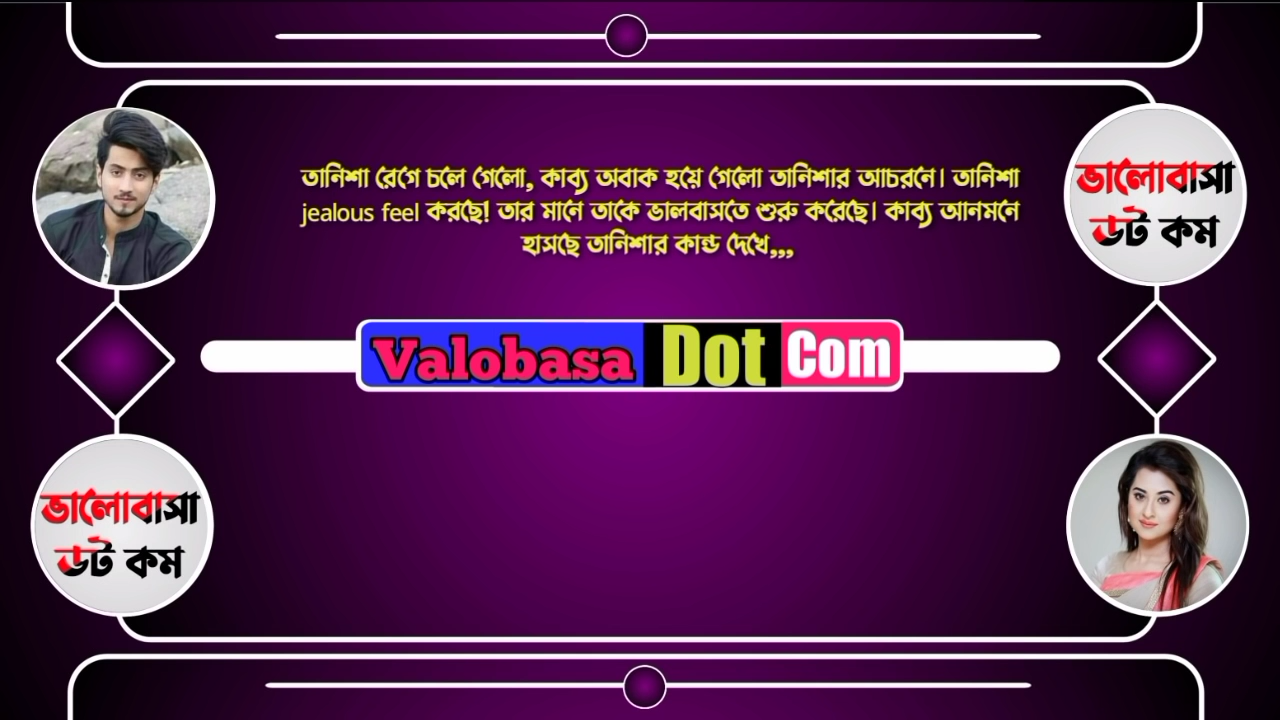 তানিশা রেগে চলে গেলো, কাব্য অবাক হয়ে গেলো তানিশার আচরনে। তানিশা
jealous feel করছে! তার মানে তাকে ভালবাসতে শুরু করেছে। কাব্য আনমনে
হাসছে তানিশার কান্ড দেখে,,,
ভালোবাসা
ডট কম
Valobasa Dot Com
ভালোবাসা
ডট কম